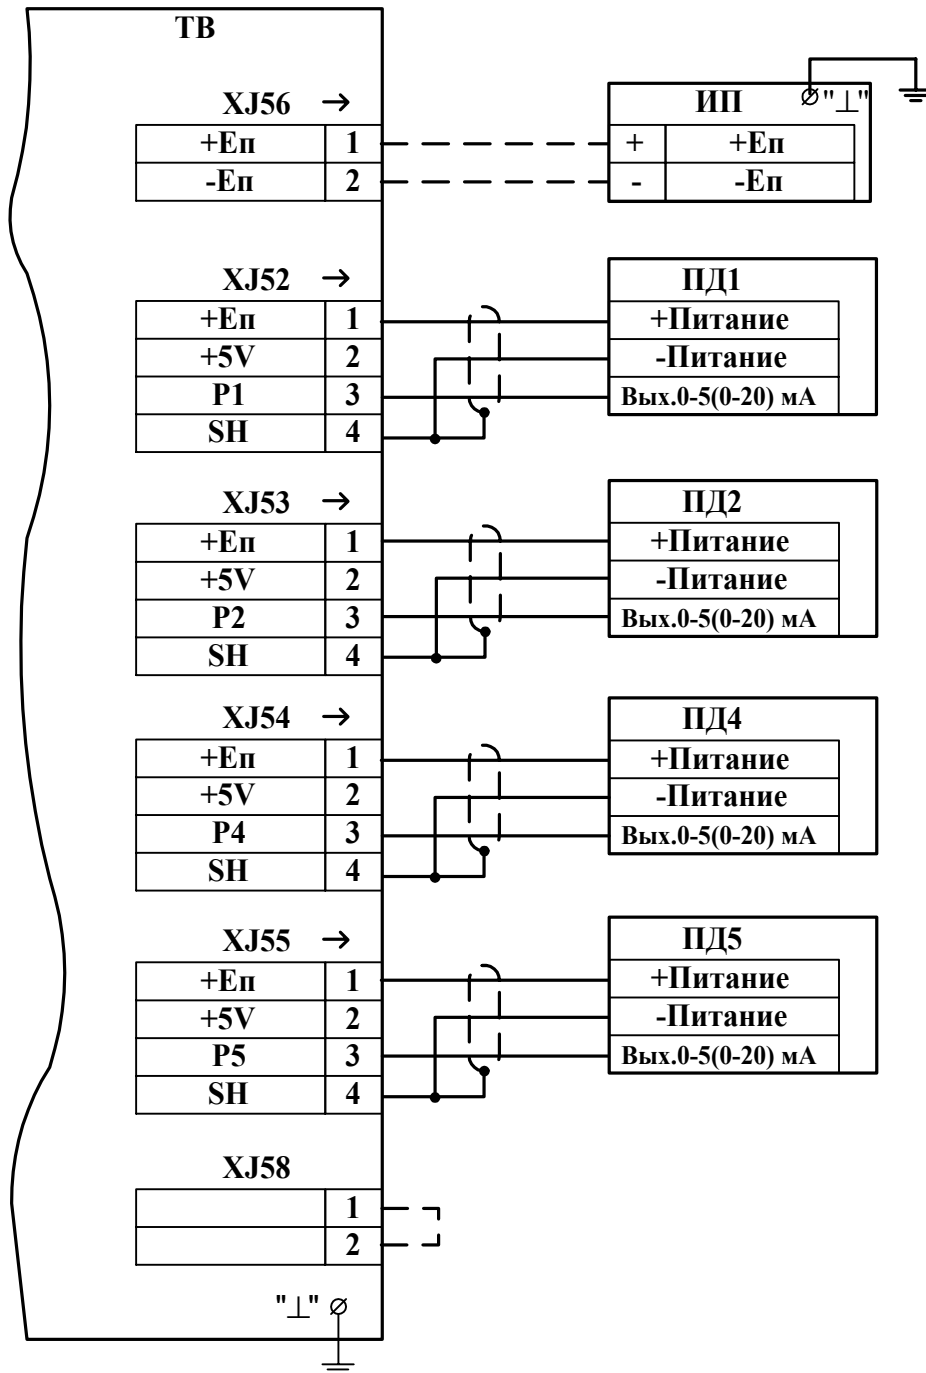 ТВ
XJ56 →
+Еп 1
-Еп 2
ИП "⊥"
+ +Еп
- -Еп
XJ52 →
+Еп 1
+5V 2
P1 3
SH 4
ПД1
+Питание
-Питание
Вых.0-5(0-20) мА
XJ53 →
+Еп 1
+5V 2
P2 3
SH 4
ПД2
+Питание
-Питание
Вых.0-5(0-20) мА
XJ54 →
+Еп 1
+5V 2
P4 3
SH 4
ПД4
+Питание
-Питание
Вых.0-5(0-20) мА
XJ55 →
+Еп 1
+5V 2
P5 3
SH 4
ПД5
+Питание
-Питание
Вых.0-5(0-20) мА
XJ58
1
2
"⊥"